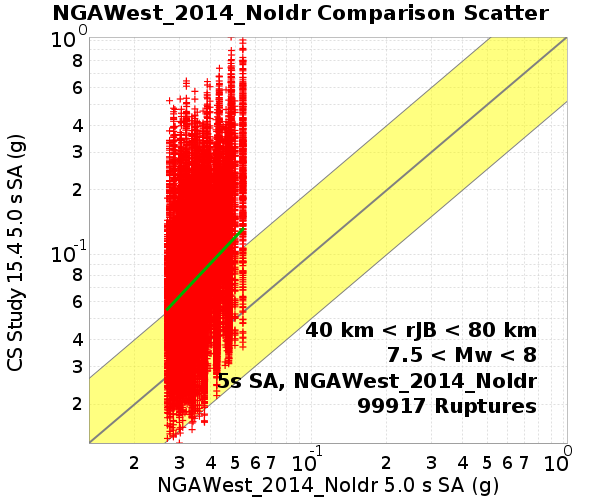 NGAWest_2014_NoIdr Comparison Scatter
10^0
8
6
4
3
2
10^-1
8
6
4
3
2
CS Study 15.4 5.0 s SA (g)
40 km < rJB < 80 km
7.5 < Mw < 8
5s SA, NGAWest_2014_NoIdr
99917 Ruptures
2 3 4 5 6 7 10^-1 2 3 4 5 6 7 10^0
NGAWest_2014_NoIdr 5.0 s SA (g)